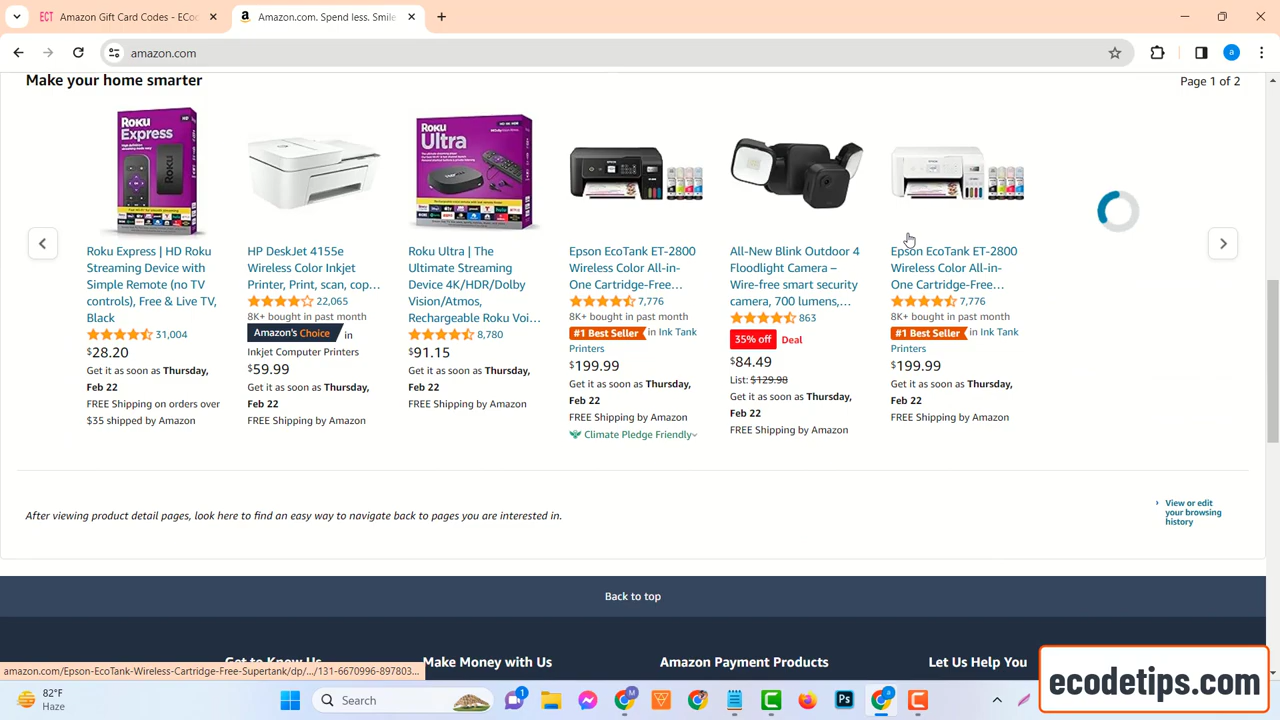 Amazon Gift Card Codes - ECod
Amazon.com. Spend less. Smile
amazon.com
Make your home smarter
Page 1 of 2
Roku
Express
Roku
Ultra
Roku Express | HD Roku
Streaming Device with
Simple Remote (no TV
controls), Free & Live TV,
Black
31,004
$28.20
Get it as soon as Thursday,
Feb 22
FREE Shipping on orders over
$35 shipped by Amazon
HP DeskJet 4155e
Wireless Color Inkjet
Printer, Print, scan, cop…
22,065
8K+ bought in past month
Amazon's Choice in
Inkjet Computer Printers
$59.99
Get it as soon as Thursday,
Feb 22
FREE Shipping by Amazon
Roku Ultra | The
Ultimate Streaming
Device 4K/HDR/Dolby
Vision/Atmos,
Rechargeable Roku Voi…
8,780
$91.15
Get it as soon as Thursday,
Feb 22
FREE Shipping by Amazon
Epson EcoTank ET-2800
Wireless Color All-in-
One Cartridge-Free…
7,776
8K+ bought in past month
#1 Best Seller in Ink Tank
Printers
$199.99
Get it as soon as Thursday,
Feb 22
FREE Shipping by Amazon
Climate Pledge Friendly
All-New Blink Outdoor 4
Floodlight Camera –
Wire-free smart security
camera, 700 lumens,…
863
35% off Deal
$84.49
List: $129.98
Get it as soon as Thursday,
Feb 22
FREE Shipping by Amazon
Epson EcoTank ET-2800
Wireless Color All-in-
One Cartridge-Free…
7,776
8K+ bought in past month
#1 Best Seller in Ink Tank
Printers
$199.99
Get it as soon as Thursday,
Feb 22
FREE Shipping by Amazon
After viewing product detail pages, look here to find an easy way to navigate back to pages you are interested in.
View or edit
your browsing
history
Back to top
Get to Know Us
Make Money with Us
Amazon Payment Products
Let Us Help You
amazon.com/Epson-EcoTank-Wireless-Cartridge-Free-Supertank/dp/.../131-6670996-897803...
ecodetips.com
82°F
Haze
Search